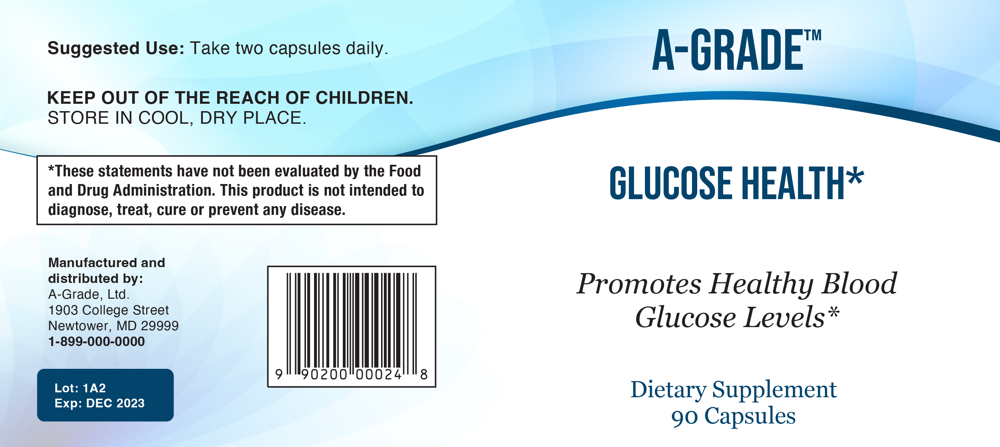 Suggested Use: Take two capsules daily.
KEEP OUT OF THE REACH OF CHILDREN.
STORE IN COOL, DRY PLACE.
*These statements have not been evaluated by the Food
and Drug Administration. This product is not intended to
diagnose, treat, cure or prevent any disease.
Manufactured and
distributed by:
A-Grade, Ltd.
1903 College Street
Newtower, MD 29999
1-899-000-0000
Lot: 1A2
Exp: DEC 2023
9 90200 00024 8
A-GRADE™
GLUCOSE HEALTH*
Promotes Healthy Blood
Glucose Levels*
Dietary Supplement
90 Capsules